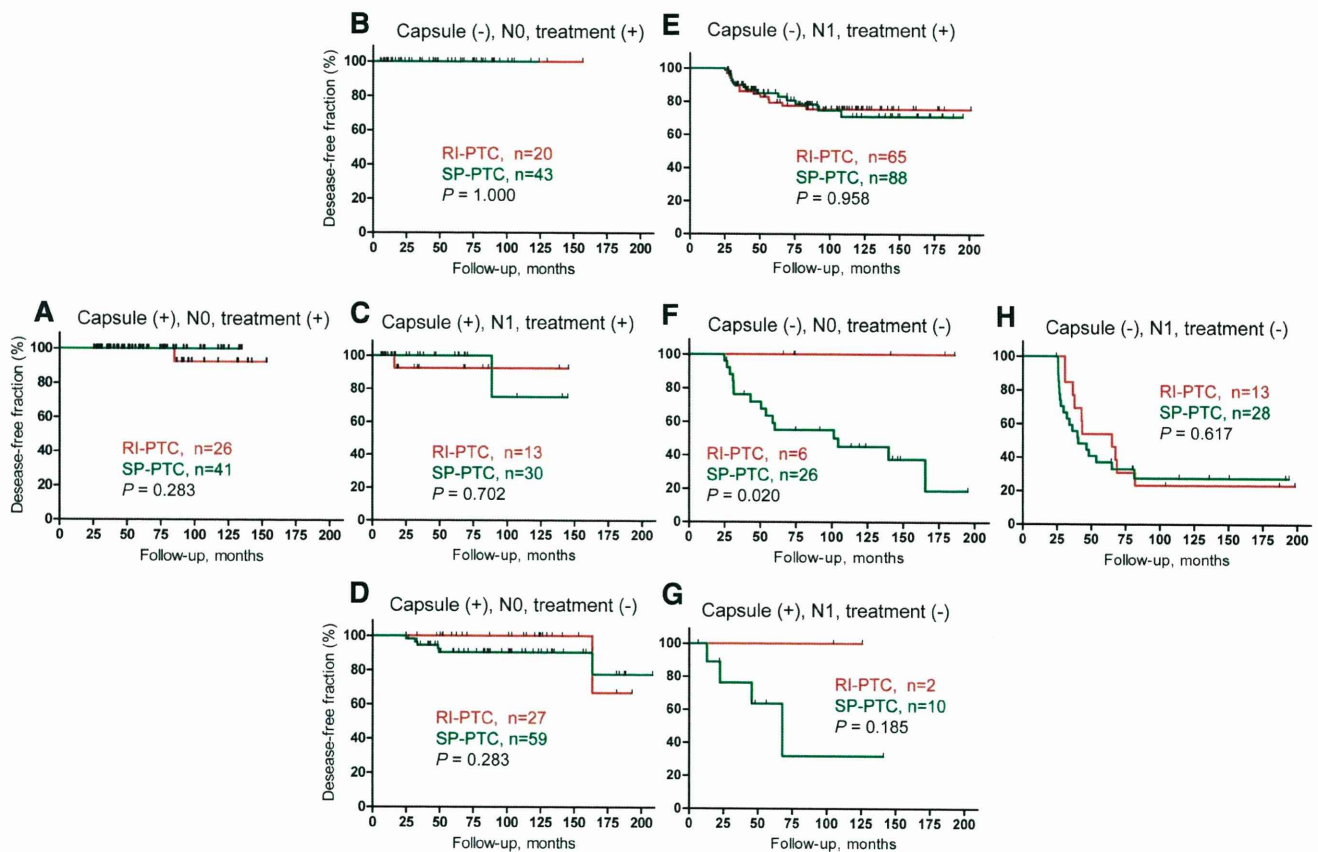 B
Capsule (-), N0, treatment (+)
Desease-free fraction (%)
100
80
60
40
20
0
RI-PTC, n=20
SP-PTC, n=43
P = 1.000
0 25 50 75 100 125 150 175 200
Follow-up, months
E
Capsule (-), N1, treatment (+)
100
80
60
40
20
0
RI-PTC, n=65
SP-PTC, n=88
P = 0.958
0 25 50 75 100 125 150 175 200
Follow-up, months
A
Capsule (+), N0, treatment (+)
Desease-free fraction (%)
100
80
60
40
20
0
RI-PTC, n=26
SP-PTC, n=41
P = 0.283
0 25 50 75 100 125 150 175 200
Follow-up, months
C
Capsule (+), N1, treatment (+)
100
80
60
40
20
0
RI-PTC, n=13
SP-PTC, n=30
P = 0.702
0 25 50 75 100 125 150 175 200
Follow-up, months
F
Capsule (-), N0, treatment (-)
100
80
60
40
20
0
RI-PTC, n=6
SP-PTC, n=26
P = 0.020
0 25 50 75 100 125 150 175 200
Follow-up, months
H
Capsule (-), N1, treatment (-)
100
80
60
40
20
0
RI-PTC, n=13
SP-PTC, n=28
P = 0.617
0 25 50 75 100 125 150 175 200
Follow-up, months
D
Capsule (+), N0, treatment (-)
Desease-free fraction (%)
100
80
60
40
20
0
RI-PTC, n=27
SP-PTC, n=59
P = 0.283
0 25 50 75 100 125 150 175 200
Follow-up, months
G
Capsule (+), N1, treatment (-)
100
80
60
40
20
0
RI-PTC, n=2
SP-PTC, n=10
P = 0.185
0 25 50 75 100 125 150 175 200
Follow-up, months